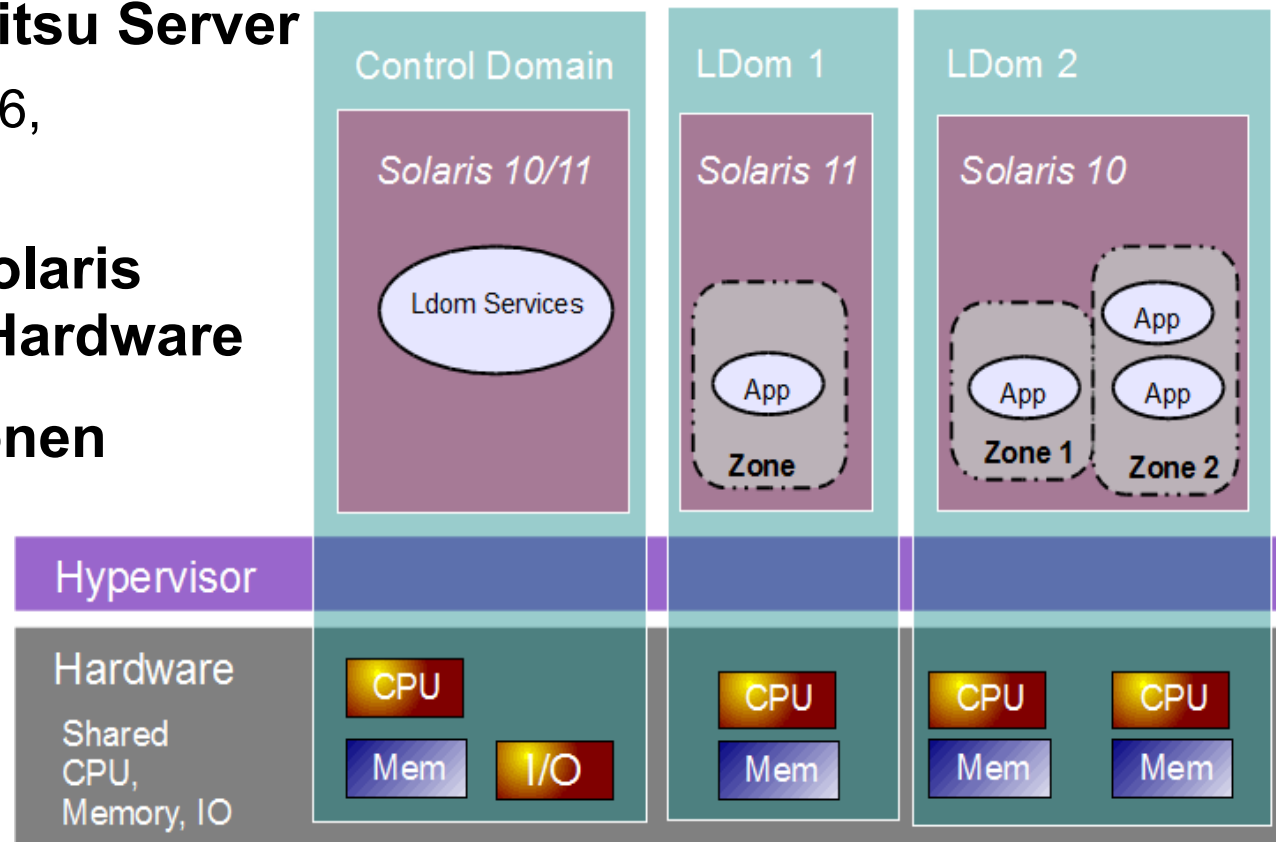 itsu Server
6,
olaris
Hardware
onen
Control Domain
Solaris 10/11
Ldom Services
LDom 1
Solaris 11
App
Zone
LDom 2
Solaris 10
App
Zone 1
App
App
Zone 2
Hypervisor
Hardware
Shared
CPU,
Memory, IO
CPU
Mem
I/O
CPU
Mem
CPU
Mem
CPU
Mem